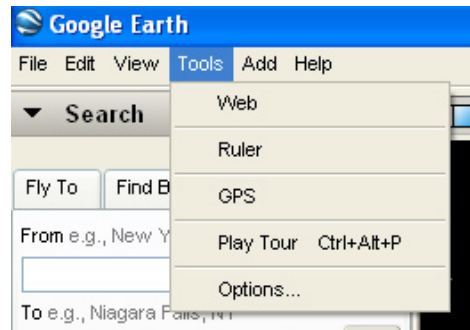 Google Earth
File Edit View Tools Add Help
Search
Web
Ruler
Fly To Find B
GPS
From e.g., New Y
Play Tour Ctrl+Alt+P
Options...
To e.g., Niagara Falls, NY